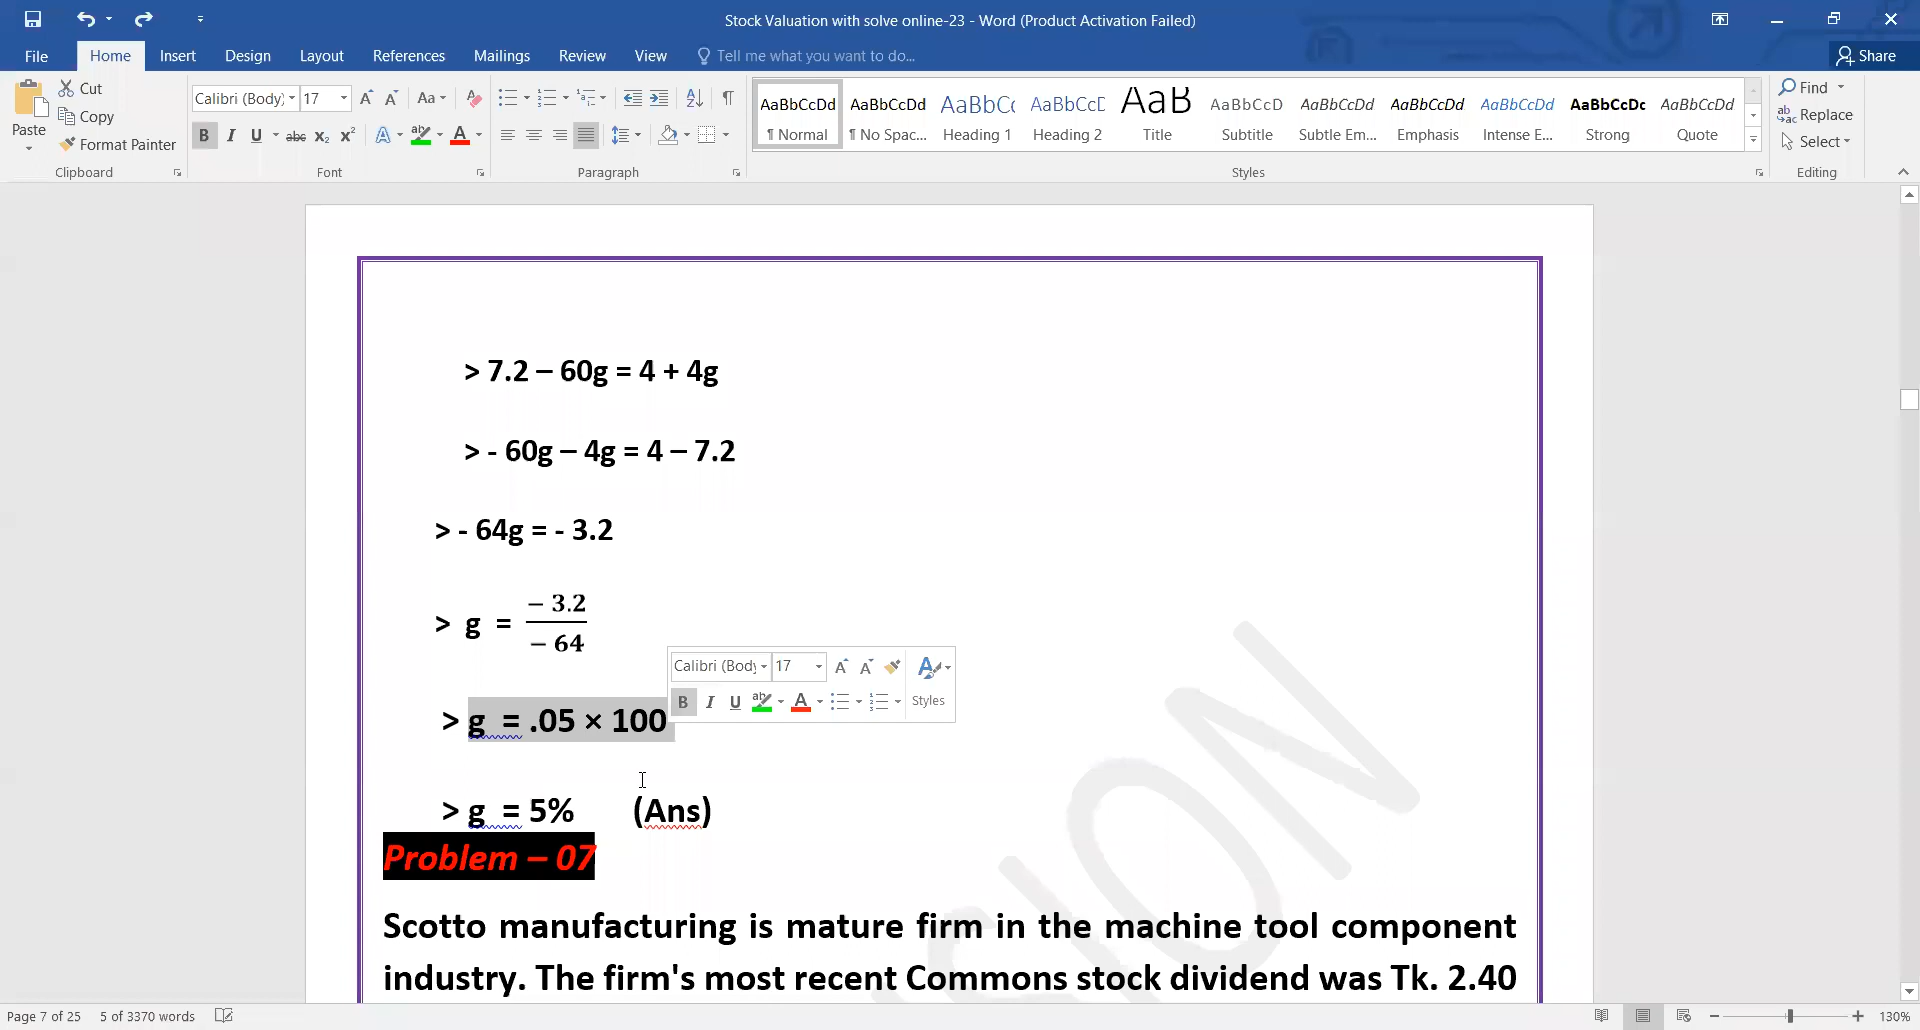 Stock Valuation with solve online-23 - Word (Product Activation Failed)
File Home Insert Design Layout References Mailings Review View Tell me what you want to do... Share
Paste
Cut
Copy
Format Painter
Clipboard
Calibri (Body) 17
Font
Paragraph
AaBbCcDd AaBbCcDd AaBbCc AaBbCcD AaB AaBbCcD AaBbCcDd AaBbCcDd AaBbCcDd AaBbCcDc AaBbCcDd
¶ Normal ¶ No Spac... Heading 1 Heading 2 Title Subtitle Subtle Em... Emphasis Intense E... Strong Quote
Styles
Find
Replace
Select
Editing
> 7.2 – 60g = 4 + 4g
> - 60g – 4g = 4 – 7.2
> - 64g = - 3.2
> g = − 3.2 / − 64
Calibri (Body 17
B I U Styles
> g = .05 × 100
> g = 5% (Ans)
Problem – 07
Scotto manufacturing is mature firm in the machine tool component
industry. The firm's most recent Commons stock dividend was Tk. 2.40
SION
Page 7 of 25 5 of 3370 words 130%